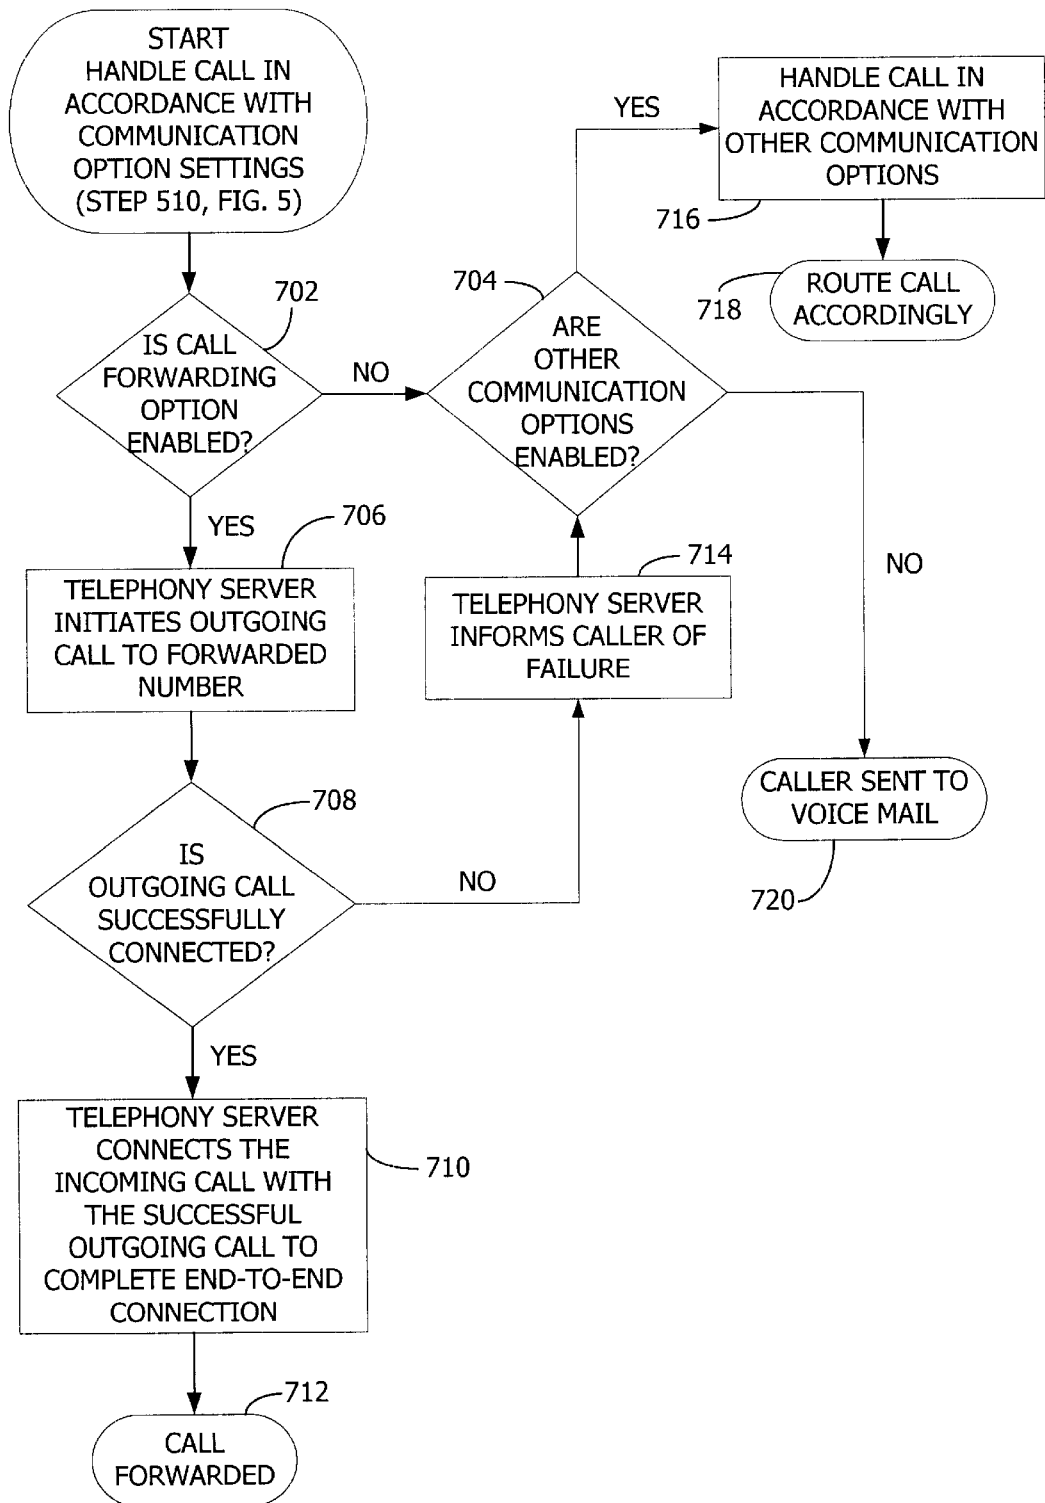 START
HANDLE CALL IN
ACCORDANCE WITH
COMMUNICATION
OPTION SETTINGS
(STEP 510, FIG. 5)
702
IS CALL
FORWARDING
OPTION
ENABLED?
NO
YES
704
ARE
OTHER
COMMUNICATION
OPTIONS
ENABLED?
YES
HANDLE CALL IN
ACCORDANCE WITH
OTHER COMMUNICATION
OPTIONS
716
ROUTE CALL
ACCORDINGLY
718
NO
706
TELEPHONY SERVER
INITIATES OUTGOING
CALL TO FORWARDED
NUMBER
714
TELEPHONY SERVER
INFORMS CALLER OF
FAILURE
CALLER SENT TO
VOICE MAIL
720
708
IS
OUTGOING CALL
SUCCESSFULLY
CONNECTED?
NO
YES
TELEPHONY SERVER
CONNECTS THE
INCOMING CALL WITH
THE SUCCESSFUL
OUTGOING CALL TO
COMPLETE END-TO-END
CONNECTION
710
712
CALL
FORWARDED